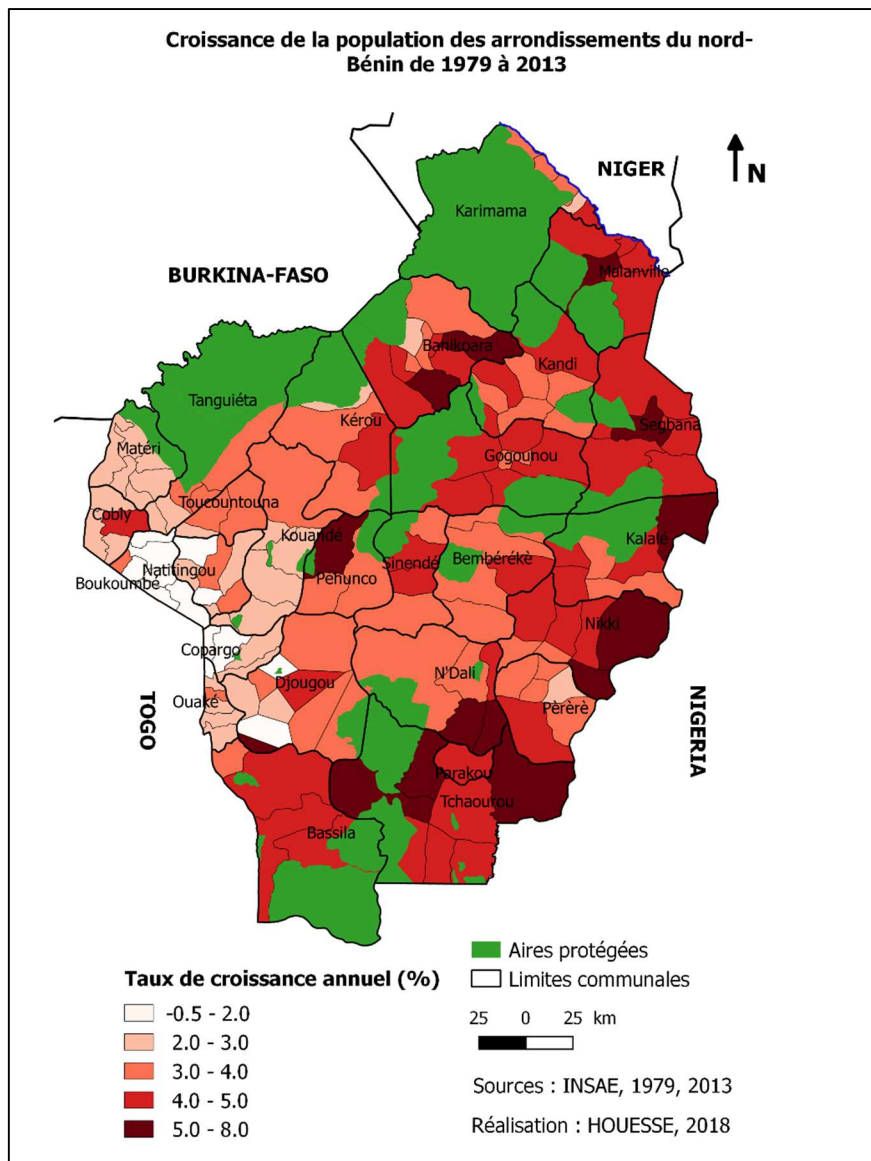 Croissance de la population des arrondissements du nord-
Bénin de 1979 à 2013
N
NIGER
Karimama
BURKINA-FASO
Malanville
Banikoara
Kandi
Tanguiéta
Kérou
Segbana
Matéri
Gogounou
Toucountouna
Cobly
Kouandé
Kalalé
Sinendé
Bembérékè
Natitingou
Boukoumbé
Pehunco
Nikki
Copargo
N'Dali
Djougou
Ouaké
Pèrèrè
TOGO
NIGERIA
Parakou
Tchaourou
Bassila
Aires protégées
Limites communales
25 0 25 km
Taux de croissance annuel (%)
-0.5 - 2.0
2.0 - 3.0
3.0 - 4.0
4.0 - 5.0
5.0 - 8.0
Sources : INSAE, 1979, 2013
Réalisation : HOUESSE, 2018